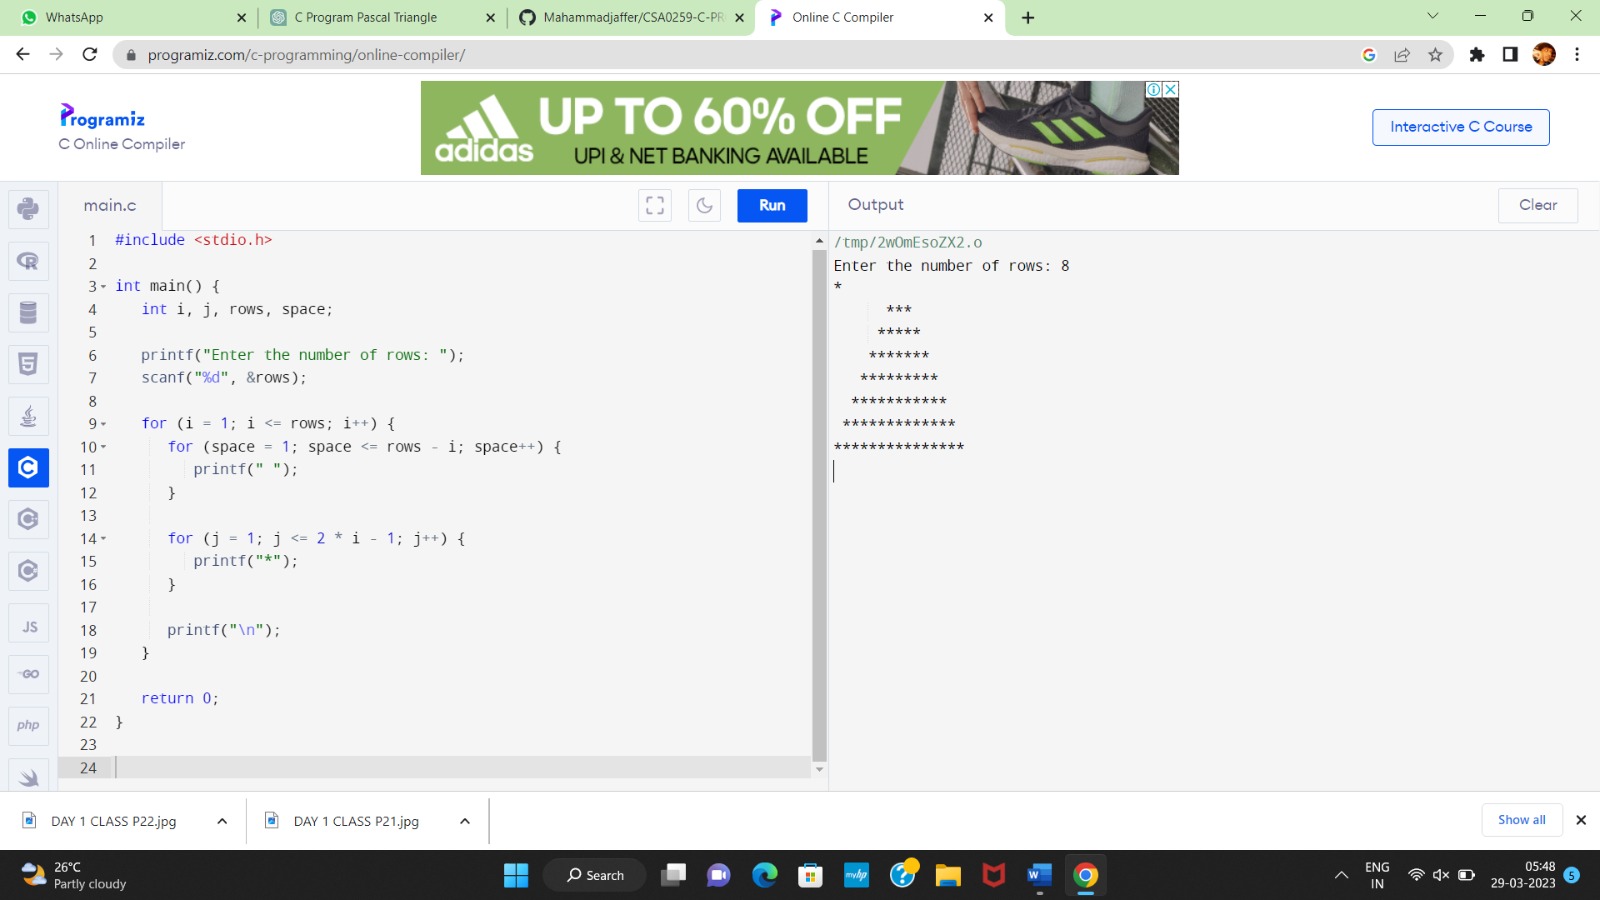 WhatsApp
C Program Pascal Triangle
Mahammadjaffer/CSA0259-C-PR
Online C Compiler
programiz.com/c-programming/online-compiler/
Programiz
C Online Compiler
adidas
UP TO 60% OFF
UPI & NET BANKING AVAILABLE
Interactive C Course
main.c
Run
Output
Clear
1 #include <stdio.h>
2
3 int main() {
4 int i, j, rows, space;
5
6 printf("Enter the number of rows: ");
7 scanf("%d", &rows);
8
9 for (i = 1; i <= rows; i++) {
10 for (space = 1; space <= rows - i; space++) {
11 printf(" ");
12 }
13
14 for (j = 1; j <= 2 * i - 1; j++) {
15 printf("*");
16 }
17
18 printf("\n");
19 }
20
21 return 0;
22 }
23
24
/tmp/2wOmEsoZX2.o
Enter the number of rows: 8
*
      ***
     *****
    *******
   *********
  ***********
 *************
***************
JS
GO
php
DAY 1 CLASS P22.jpg
DAY 1 CLASS P21.jpg
Show all
26°C
Partly cloudy
Search
myhp
ENG
IN
05:48
29-03-2023
5